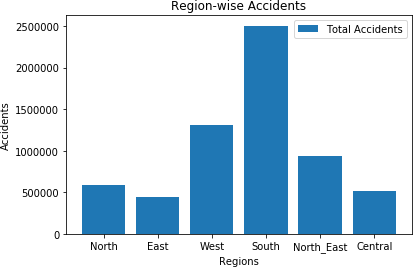 Region-wise Accidents
Total Accidents
2500000
2000000
1500000
1000000
500000
0
Accidents
North East West South North_East Central
Regions